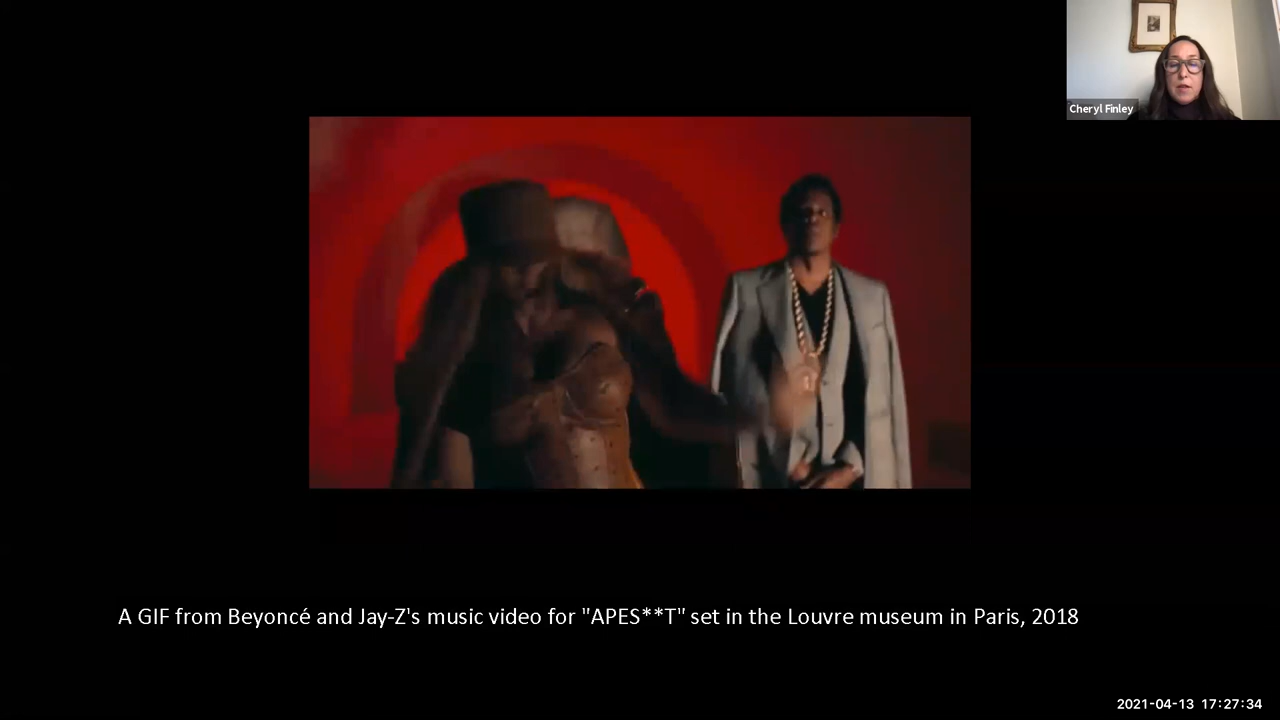 Cheryl Finley
A GIF from Beyoncé and Jay-Z's music video for "APES**T" set in the Louvre museum in Paris, 2018
2021-04-13 17:27:34